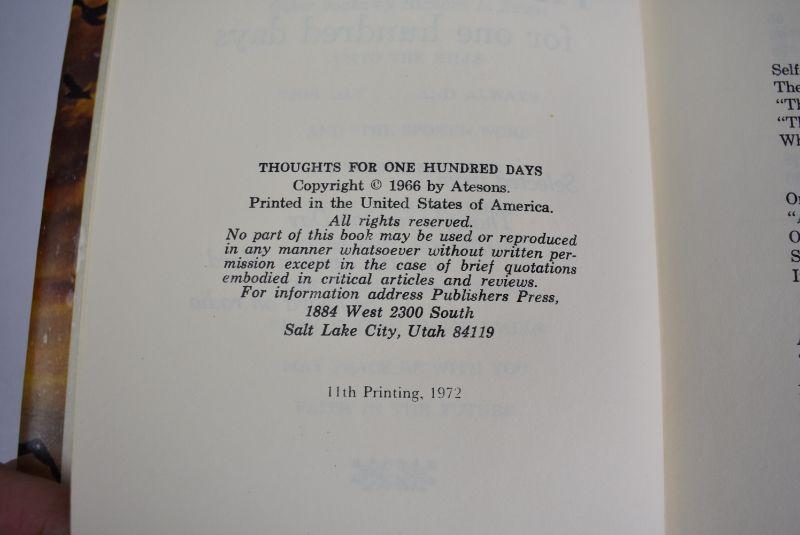 THOUGHTS FOR ONE HUNDRED DAYS
Copyright © 1966 by Atesons.
Printed in the United States of America.
All rights reserved.
No part of this book may be used or reproduced
in any manner whatsoever without written per-
mission except in the case of brief quotations
embodied in critical articles and reviews.
For information address Publishers Press,
1884 West 2300 South
Salt Lake City, Utah 84119
11th Printing, 1972